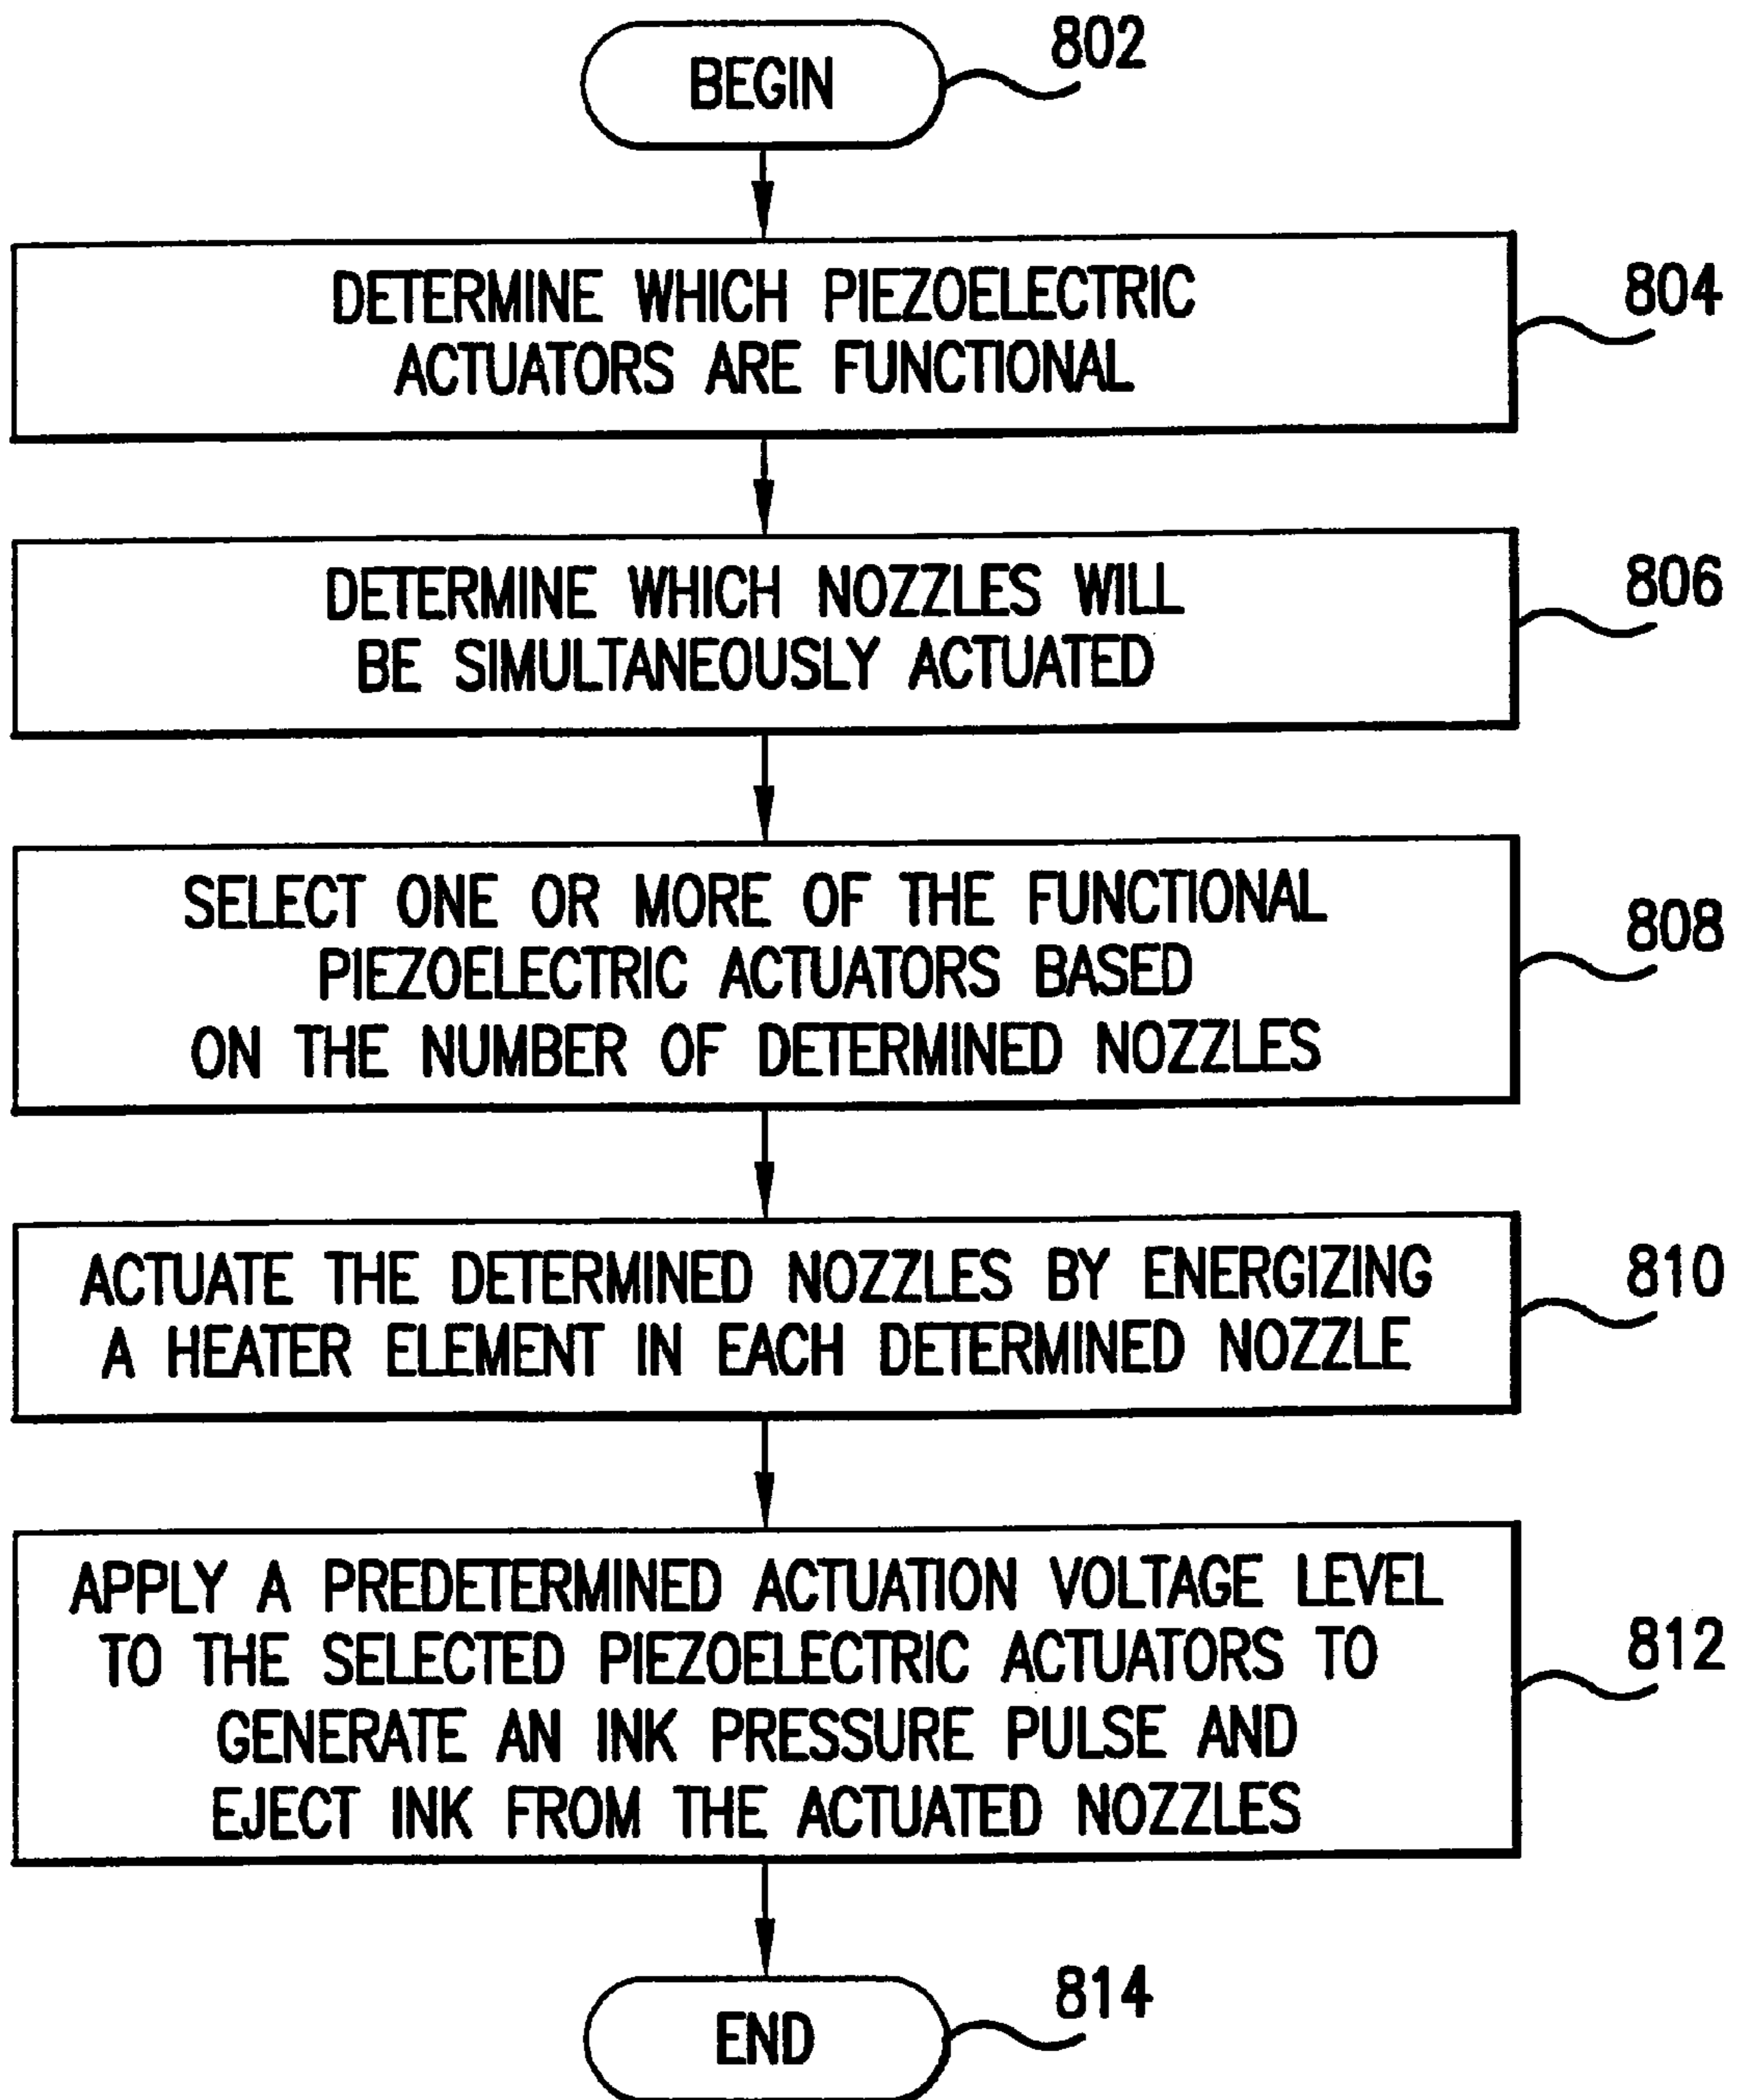 BEGIN
802
DETERMINE WHICH PIEZOELECTRIC
ACTUATORS ARE FUNCTIONAL
804
DETERMINE WHICH NOZZLES WILL
BE SIMULTANEOUSLY ACTUATED
806
SELECT ONE OR MORE OF THE FUNCTIONAL
PIEZOELECTRIC ACTUATORS BASED
ON THE NUMBER OF DETERMINED NOZZLES
808
ACTUATE THE DETERMINED NOZZLES BY ENERGIZING
A HEATER ELEMENT IN EACH DETERMINED NOZZLE
810
APPLY A PREDETERMINED ACTUATION VOLTAGE LEVEL
TO THE SELECTED PIEZOELECTRIC ACTUATORS TO
GENERATE AN INK PRESSURE PULSE AND
EJECT INK FROM THE ACTUATED NOZZLES
812
END
814